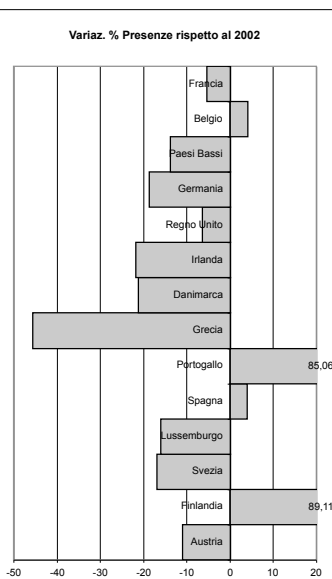 Variaz. % Presenze rispetto al 2002
Francia
Belgio
Paesi Bassi
Germania
Regno Unito
Irlanda
Danimarca
Grecia
Portogallo 85,06
Spagna
Lussemburgo
Svezia
Finlandia 89,11
Austria
-50 -40 -30 -20 -10 0 10 20